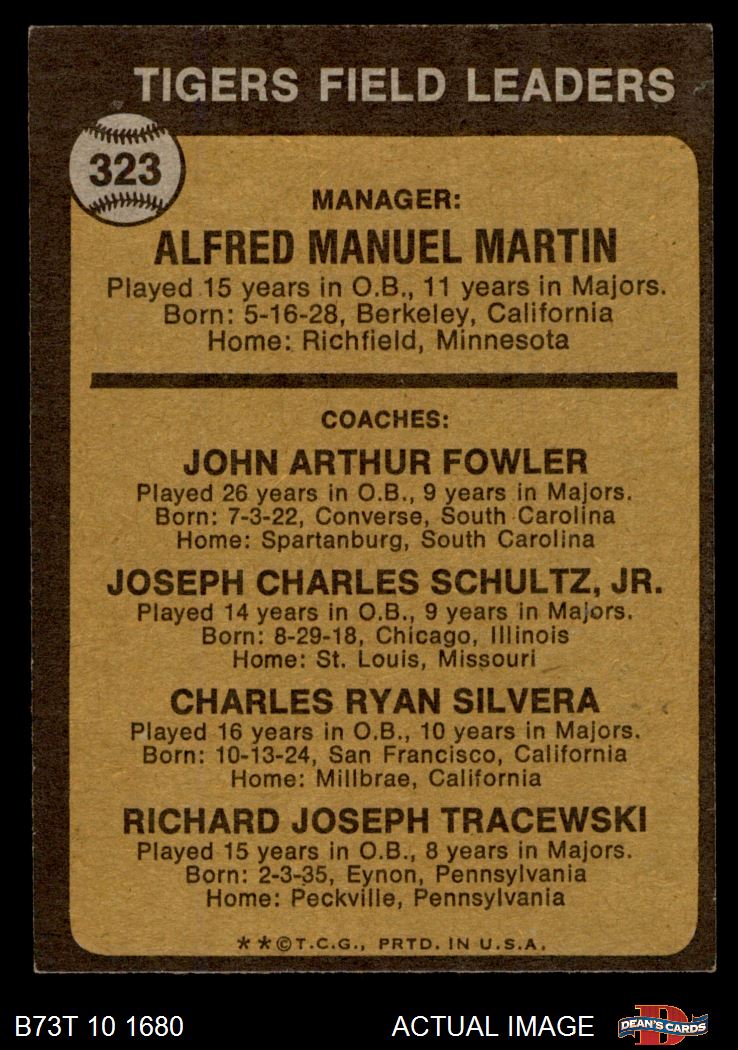 TIGERS FIELD LEADERS
323
MANAGER:
ALFRED MANUEL MARTIN
Played 15 years in O.B., 11 years in Majors.
Born: 5-16-28, Berkeley, California
Home: Richfield, Minnesota
COACHES:
JOHN ARTHUR FOWLER
Played 26 years in O.B., 9 years in Majors.
Born: 7-3-22, Converse, South Carolina
Home: Spartanburg, South Carolina
JOSEPH CHARLES SCHULTZ, JR.
Played 14 years in O.B., 9 years in Majors.
Born: 8-29-18, Chicago, Illinois
Home: St. Louis, Missouri
CHARLES RYAN SILVERA
Played 16 years in O.B., 10 years in Majors.
Born: 10-13-24, San Francisco, California
Home: Millbrae, California
RICHARD JOSEPH TRACEWSKI
Played 15 years in O.B., 8 years in Majors.
Born: 2-3-35, Eynon, Pennsylvania
Home: Peckville, Pennsylvania
**©T.C.G., PRTD. IN U.S.A.
B73T 10 1680 ACTUAL IMAGE D DEAN'S CARDS